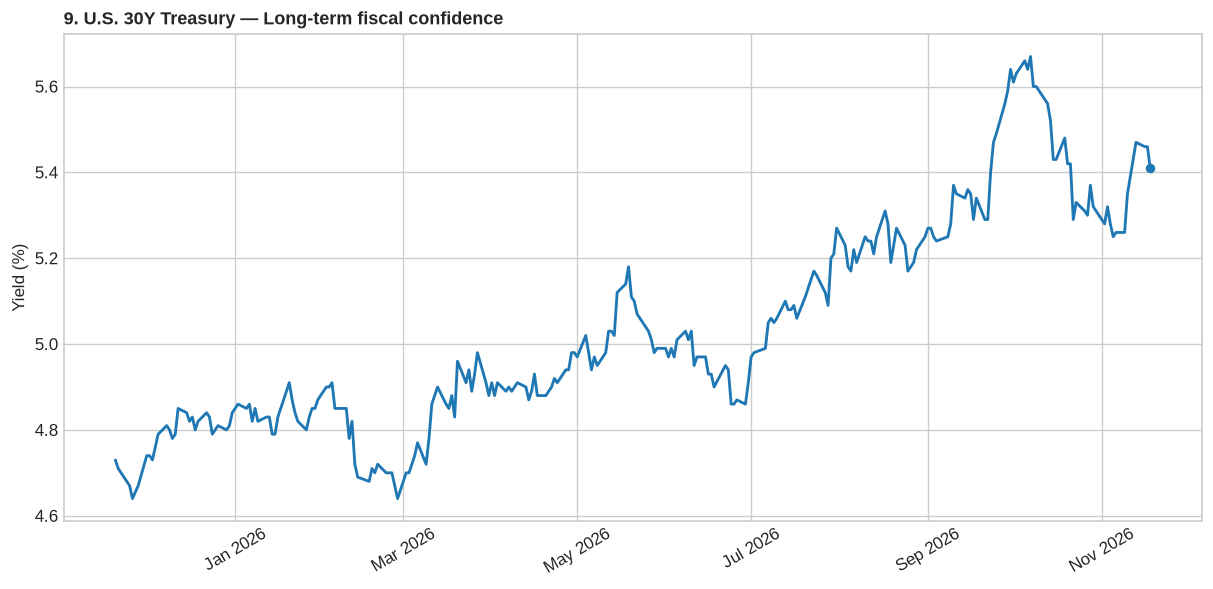 9. U.S. 30Y Treasury — Long-term fiscal confidence
Yield (%)
5.6
5.4
5.2
5.0
4.8
4.6
Jan 2026
Mar 2026
May 2026
Jul 2026
Sep 2026
Nov 2026